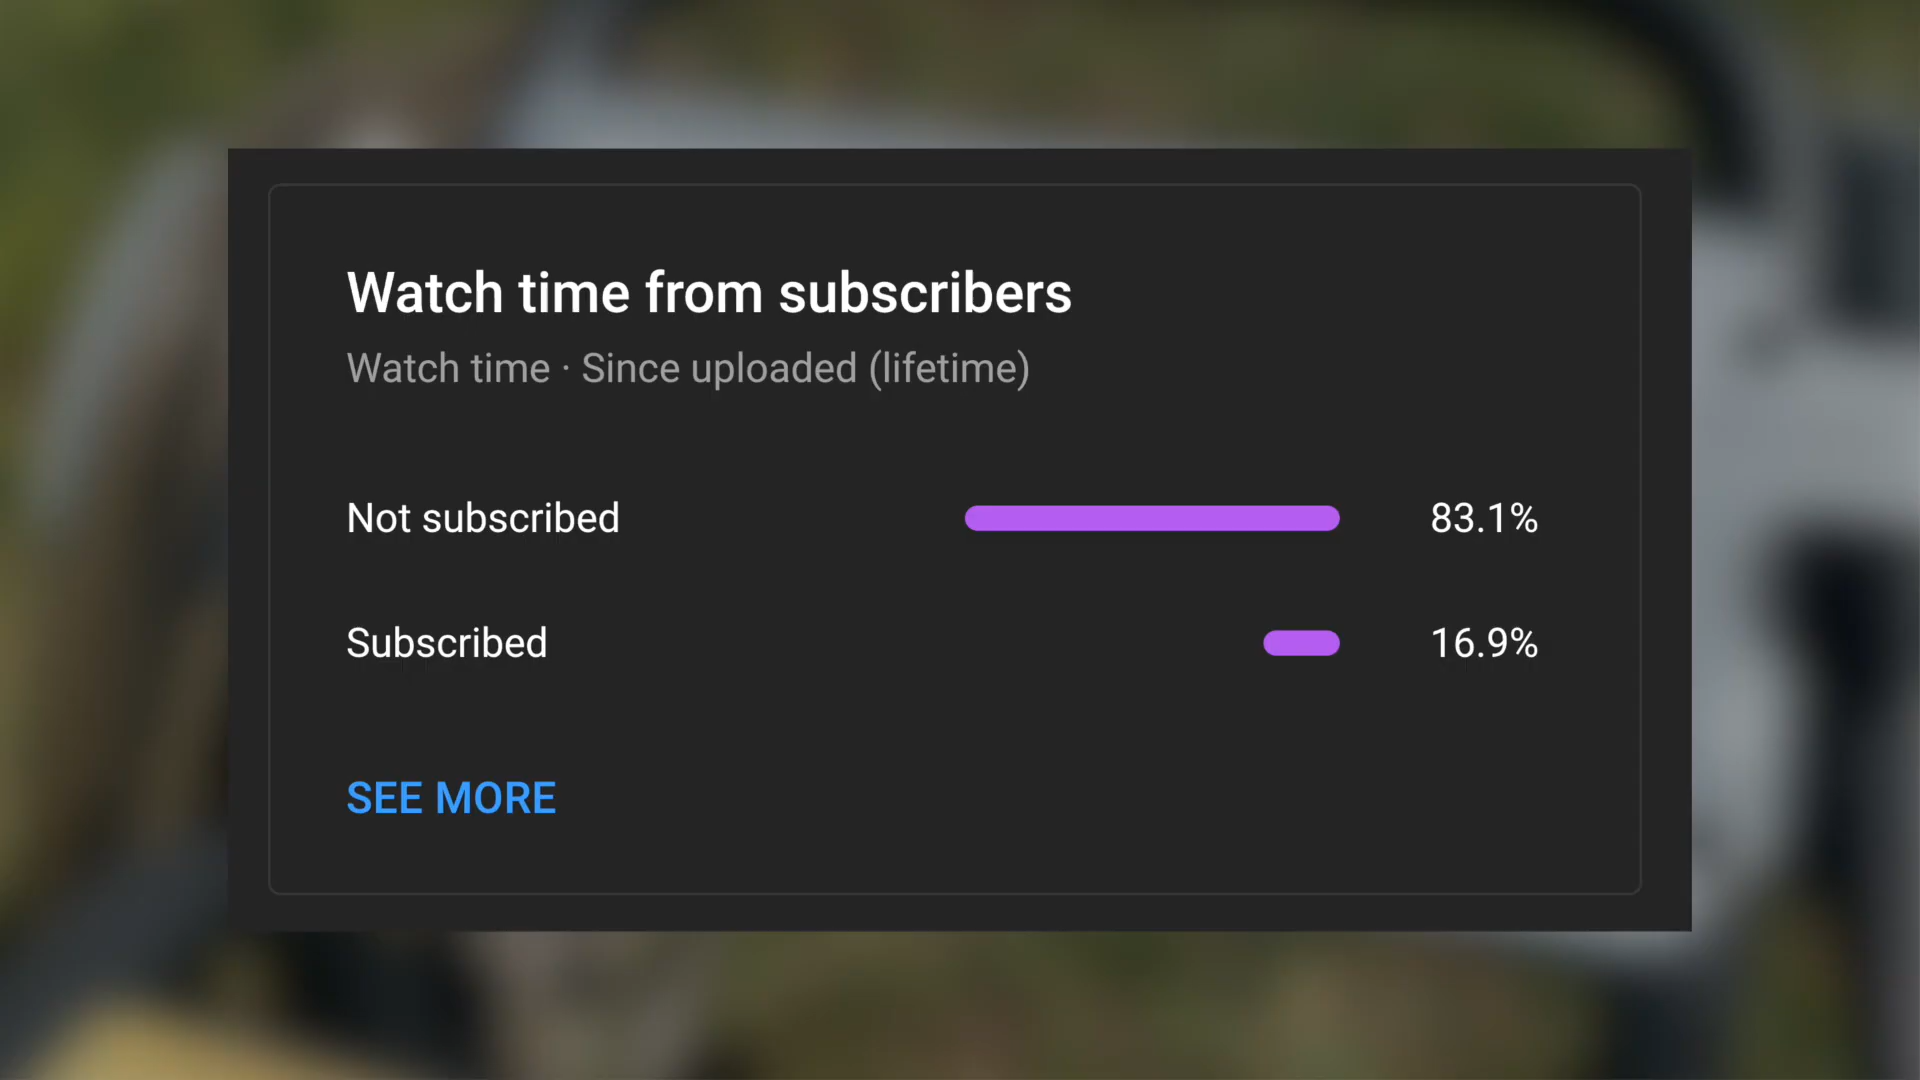 Watch time from subscribers
Watch time · Since uploaded (lifetime)
Not subscribed 83.1%
Subscribed 16.9%
SEE MORE